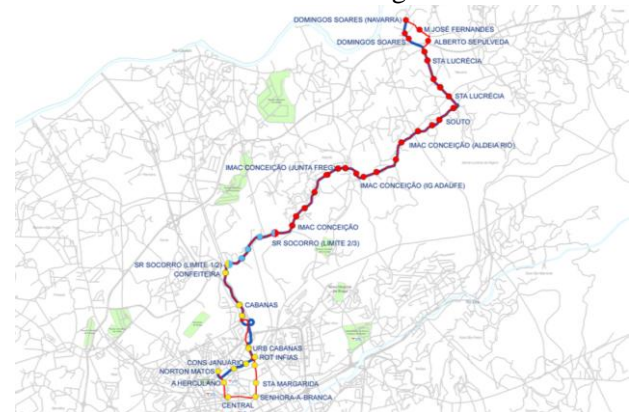 DOMINGOS SOARES (NAVARRA)
M JOSÉ FERNANDES
DOMINGOS SOARES
ALBERTO SEPULVEDA
STA LUCRÉCIA
STA LUCRÉCIA
SOUTO
IMAC CONCEIÇÃO (ALDEIA RIO)
IMAC CONCEIÇÃO (JUNTA FREG)
IMAC CONCEIÇÃO (IG ADAÚFE)
IMAC CONCEIÇÃO
SR SOCORRO (LIMITE 2/3)
SR SOCORRO (LIMITE 1/2)
CONFEITEIRA
CABANAS
URB CABANAS
ROT INFIAS
CONS JANUÁRIO
NORTON MATOS
A HERCULANO
STA MARGARIDA
SENHORA-A-BRANCA
CENTRAL